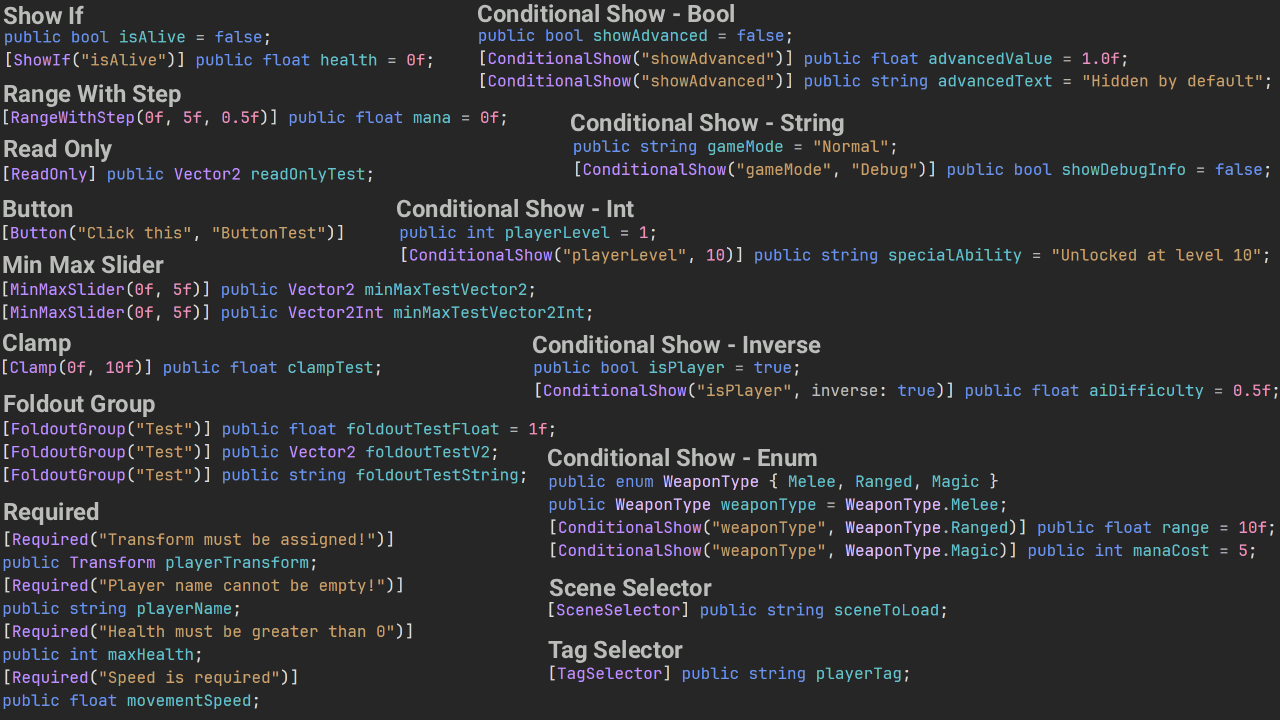 Show If
public bool isAlive = false;
[ShowIf("isAlive")] public float health = 0f;
Range With Step
[RangeWithStep(0f, 5f, 0.5f)] public float mana = 0f;
Read Only
[ReadOnly] public Vector2 readOnlyTest;
Button
[Button("Click this", "ButtonTest")]
Min Max Slider
[MinMaxSlider(0f, 5f)] public Vector2 minMaxTestVector2;
[MinMaxSlider(0f, 5f)] public Vector2Int minMaxTestVector2Int;
Clamp
[Clamp(0f, 10f)] public float clampTest;
Foldout Group
[FoldoutGroup("Test")] public float foldoutTestFloat = 1f;
[FoldoutGroup("Test")] public Vector2 foldoutTestV2;
[FoldoutGroup("Test")] public string foldoutTestString;
Required
[Required("Transform must be assigned!")]
public Transform playerTransform;
[Required("Player name cannot be empty!")]
public string playerName;
[Required("Health must be greater than 0")]
public int maxHealth;
[Required("Speed is required")]
public float movementSpeed;
Conditional Show - Bool
public bool showAdvanced = false;
[ConditionalShow("showAdvanced")] public float advancedValue = 1.0f;
[ConditionalShow("showAdvanced")] public string advancedText = "Hidden by default";
Conditional Show - String
public string gameMode = "Normal";
[ConditionalShow("gameMode", "Debug")] public bool showDebugInfo = false;
Conditional Show - Int
public int playerLevel = 1;
[ConditionalShow("playerLevel", 10)] public string specialAbility = "Unlocked at level 10";
Conditional Show - Inverse
public bool isPlayer = true;
[ConditionalShow("isPlayer", inverse: true)] public float aiDifficulty = 0.5f;
Conditional Show - Enum
public enum WeaponType { Melee, Ranged, Magic }
public WeaponType weaponType = WeaponType.Melee;
[ConditionalShow("weaponType", WeaponType.Ranged)] public float range = 10f;
[ConditionalShow("weaponType", WeaponType.Magic)] public int manaCost = 5;
Scene Selector
[SceneSelector] public string sceneToLoad;
Tag Selector
[TagSelector] public string playerTag;